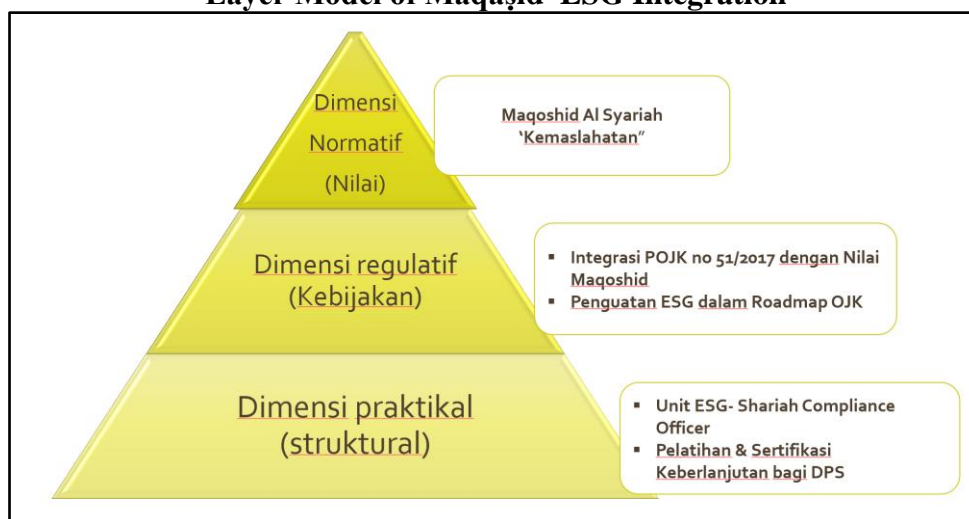 Layer Model of Maqāṣid–ESG Integration
Dimensi
Normatif
(Nilai)
Maqoshid Al Syariah
‘Kemaslahatan”
Dimensi regulatif
(Kebijakan)
▪ Integrasi POJK no 51/2017 dengan Nilai
Maqoshid
▪ Penguatan ESG dalam Roadmap OJK
Dimensi praktikal
(struktural)
▪ Unit ESG- Shariah Compliance
Officer
▪ Pelatihan & Sertifikasi
Keberlanjutan bagi DPS